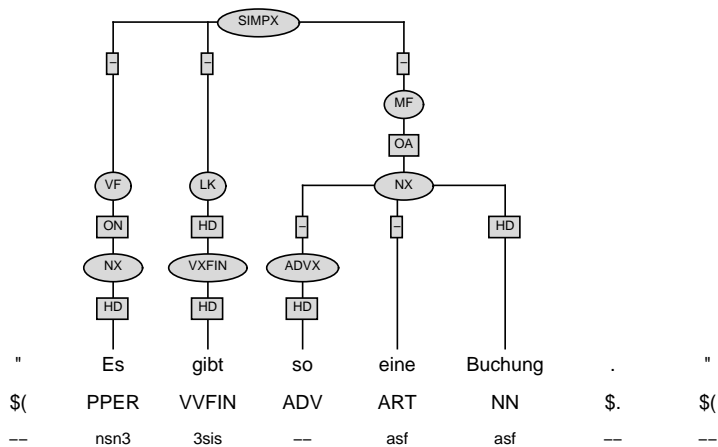 SIMPX
– – –
MF
OA
VF LK NX
ON HD – – HD
NX VXFIN ADVX
HD HD HD
" Es gibt so eine Buchung . "
$( PPER VVFIN ADV ART NN $. $(
–– nsn3 3sis –– asf asf –– ––